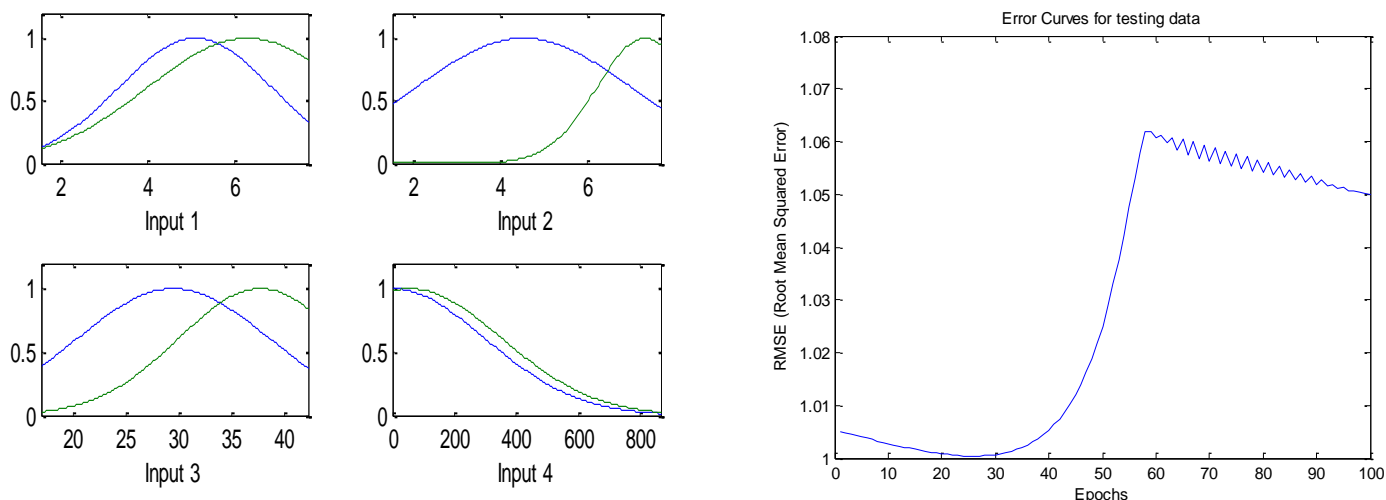 1
0.5
0
2 4 6
Input 1
1
0.5
0
2 4 6
Input 2
1
0.5
0
20 25 30 35 40
Input 3
1
0.5
0
0 200 400 600 800
Input 4
Error Curves for testing data
RMSE (Root Mean Squared Error)
1.08
1.07
1.06
1.05
1.04
1.03
1.02
1.01
1
0 10 20 30 40 50 60 70 80 90 100
Epochs